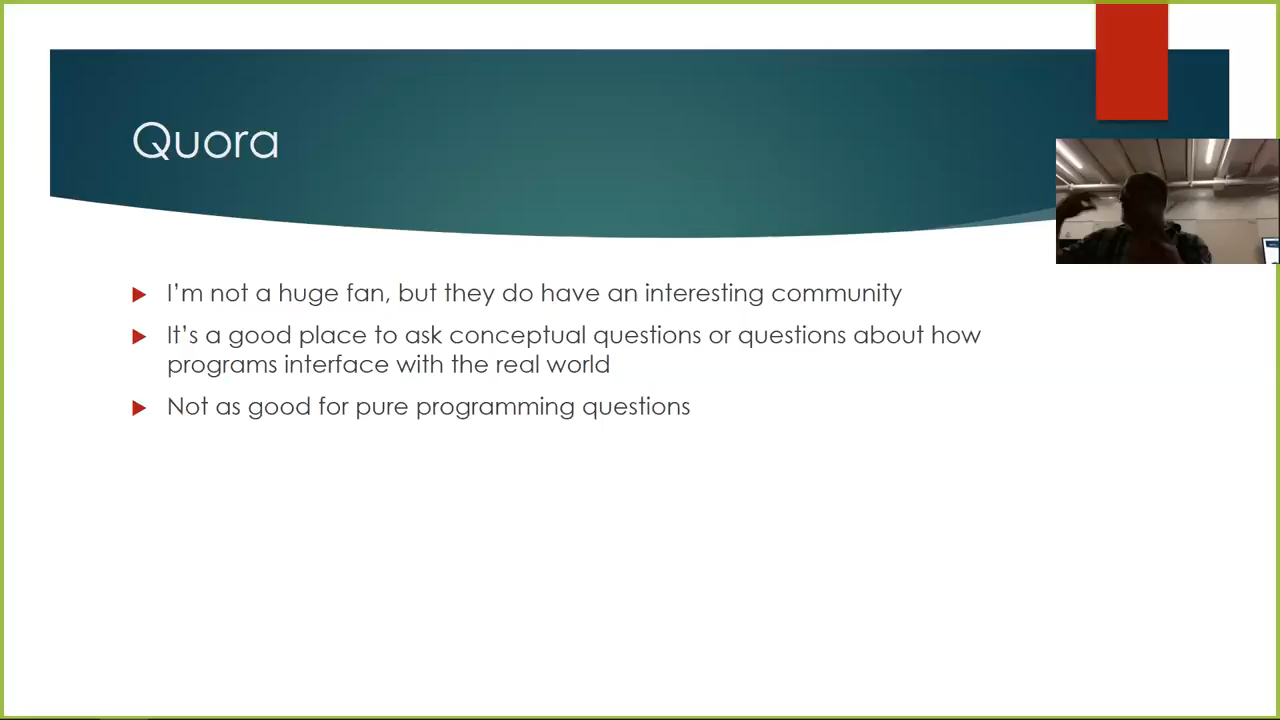 Quora
I’m not a huge fan, but they do have an interesting community
It’s a good place to ask conceptual questions or questions about how
programs interface with the real world
Not as good for pure programming questions